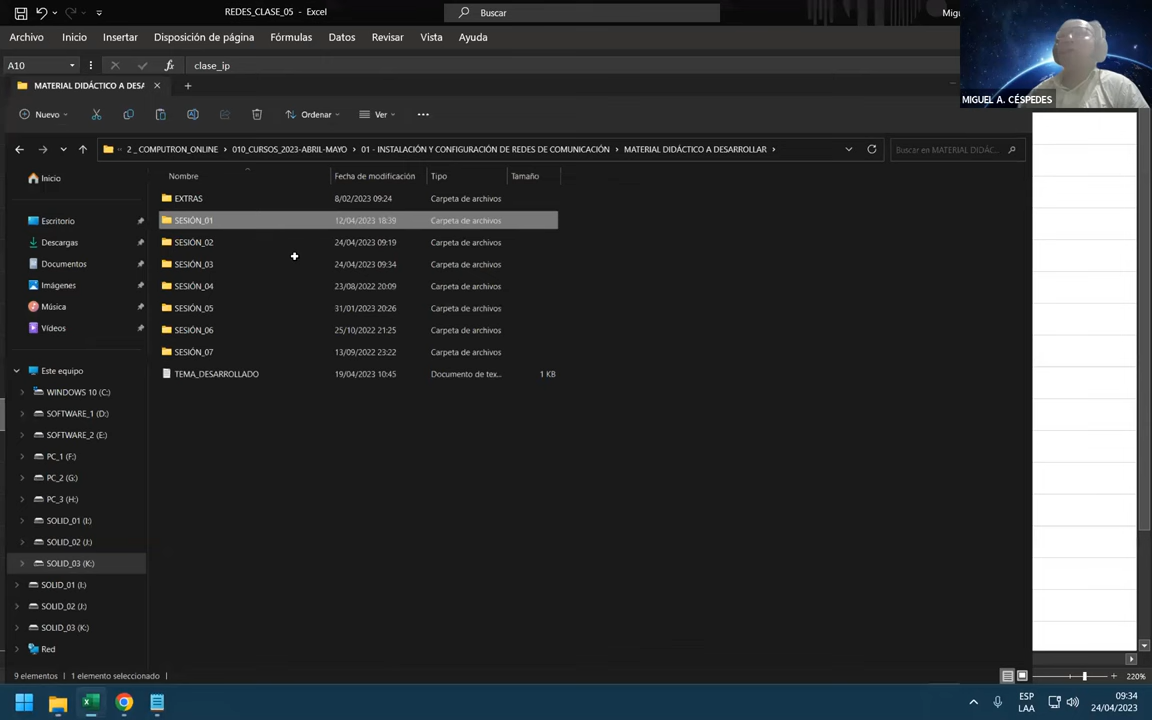 REDES_CLASE_05 - Excel
Buscar
Archivo Inicio Insertar Disposición de página Fórmulas Datos Revisar Vista Ayuda
A10 fx clase_ip
MATERIAL DIDÁCTICO A DESA
MIGUEL A. CÉSPEDES
Nuevo Ordenar Ver
2 _ COMPUTRON_ONLINE > 010_CURSOS_2023-ABRIL-MAYO > 01 - INSTALACIÓN Y CONFIGURACIÓN DE REDES DE COMUNICACIÓN > MATERIAL DIDÁCTICO A DESARROLLAR >
Buscar en MATERIAL DIDÁC...
Nombre Fecha de modificación Tipo Tamaño
Inicio
EXTRAS 8/02/2023 09:24 Carpeta de archivos
SESIÓN_01 12/04/2023 18:39 Carpeta de archivos
Escritorio
SESIÓN_02 24/04/2023 09:19 Carpeta de archivos
Descargas
SESIÓN_03 24/04/2023 09:34 Carpeta de archivos
Documentos
SESIÓN_04 23/08/2022 20:09 Carpeta de archivos
Imágenes
SESIÓN_05 31/01/2023 20:26 Carpeta de archivos
Música
SESIÓN_06 25/10/2022 21:25 Carpeta de archivos
Vídeos
SESIÓN_07 13/09/2022 23:22 Carpeta de archivos
TEMA_DESARROLLADO 19/04/2023 10:45 Documento de tex... 1 KB
Este equipo
WINDOWS 10 (C:)
SOFTWARE_1 (D:)
SOFTWARE_2 (E:)
PC_1 (F:)
PC_2 (G:)
PC_3 (H:)
SOLID_01 (I:)
SOLID_02 (J:)
SOLID_03 (K:)
SOLID_01 (I:)
SOLID_02 (J:)
SOLID_03 (K:)
Red
9 elementos 1 elemento seleccionado
220%
ESP
LAA
09:34
24/04/2023